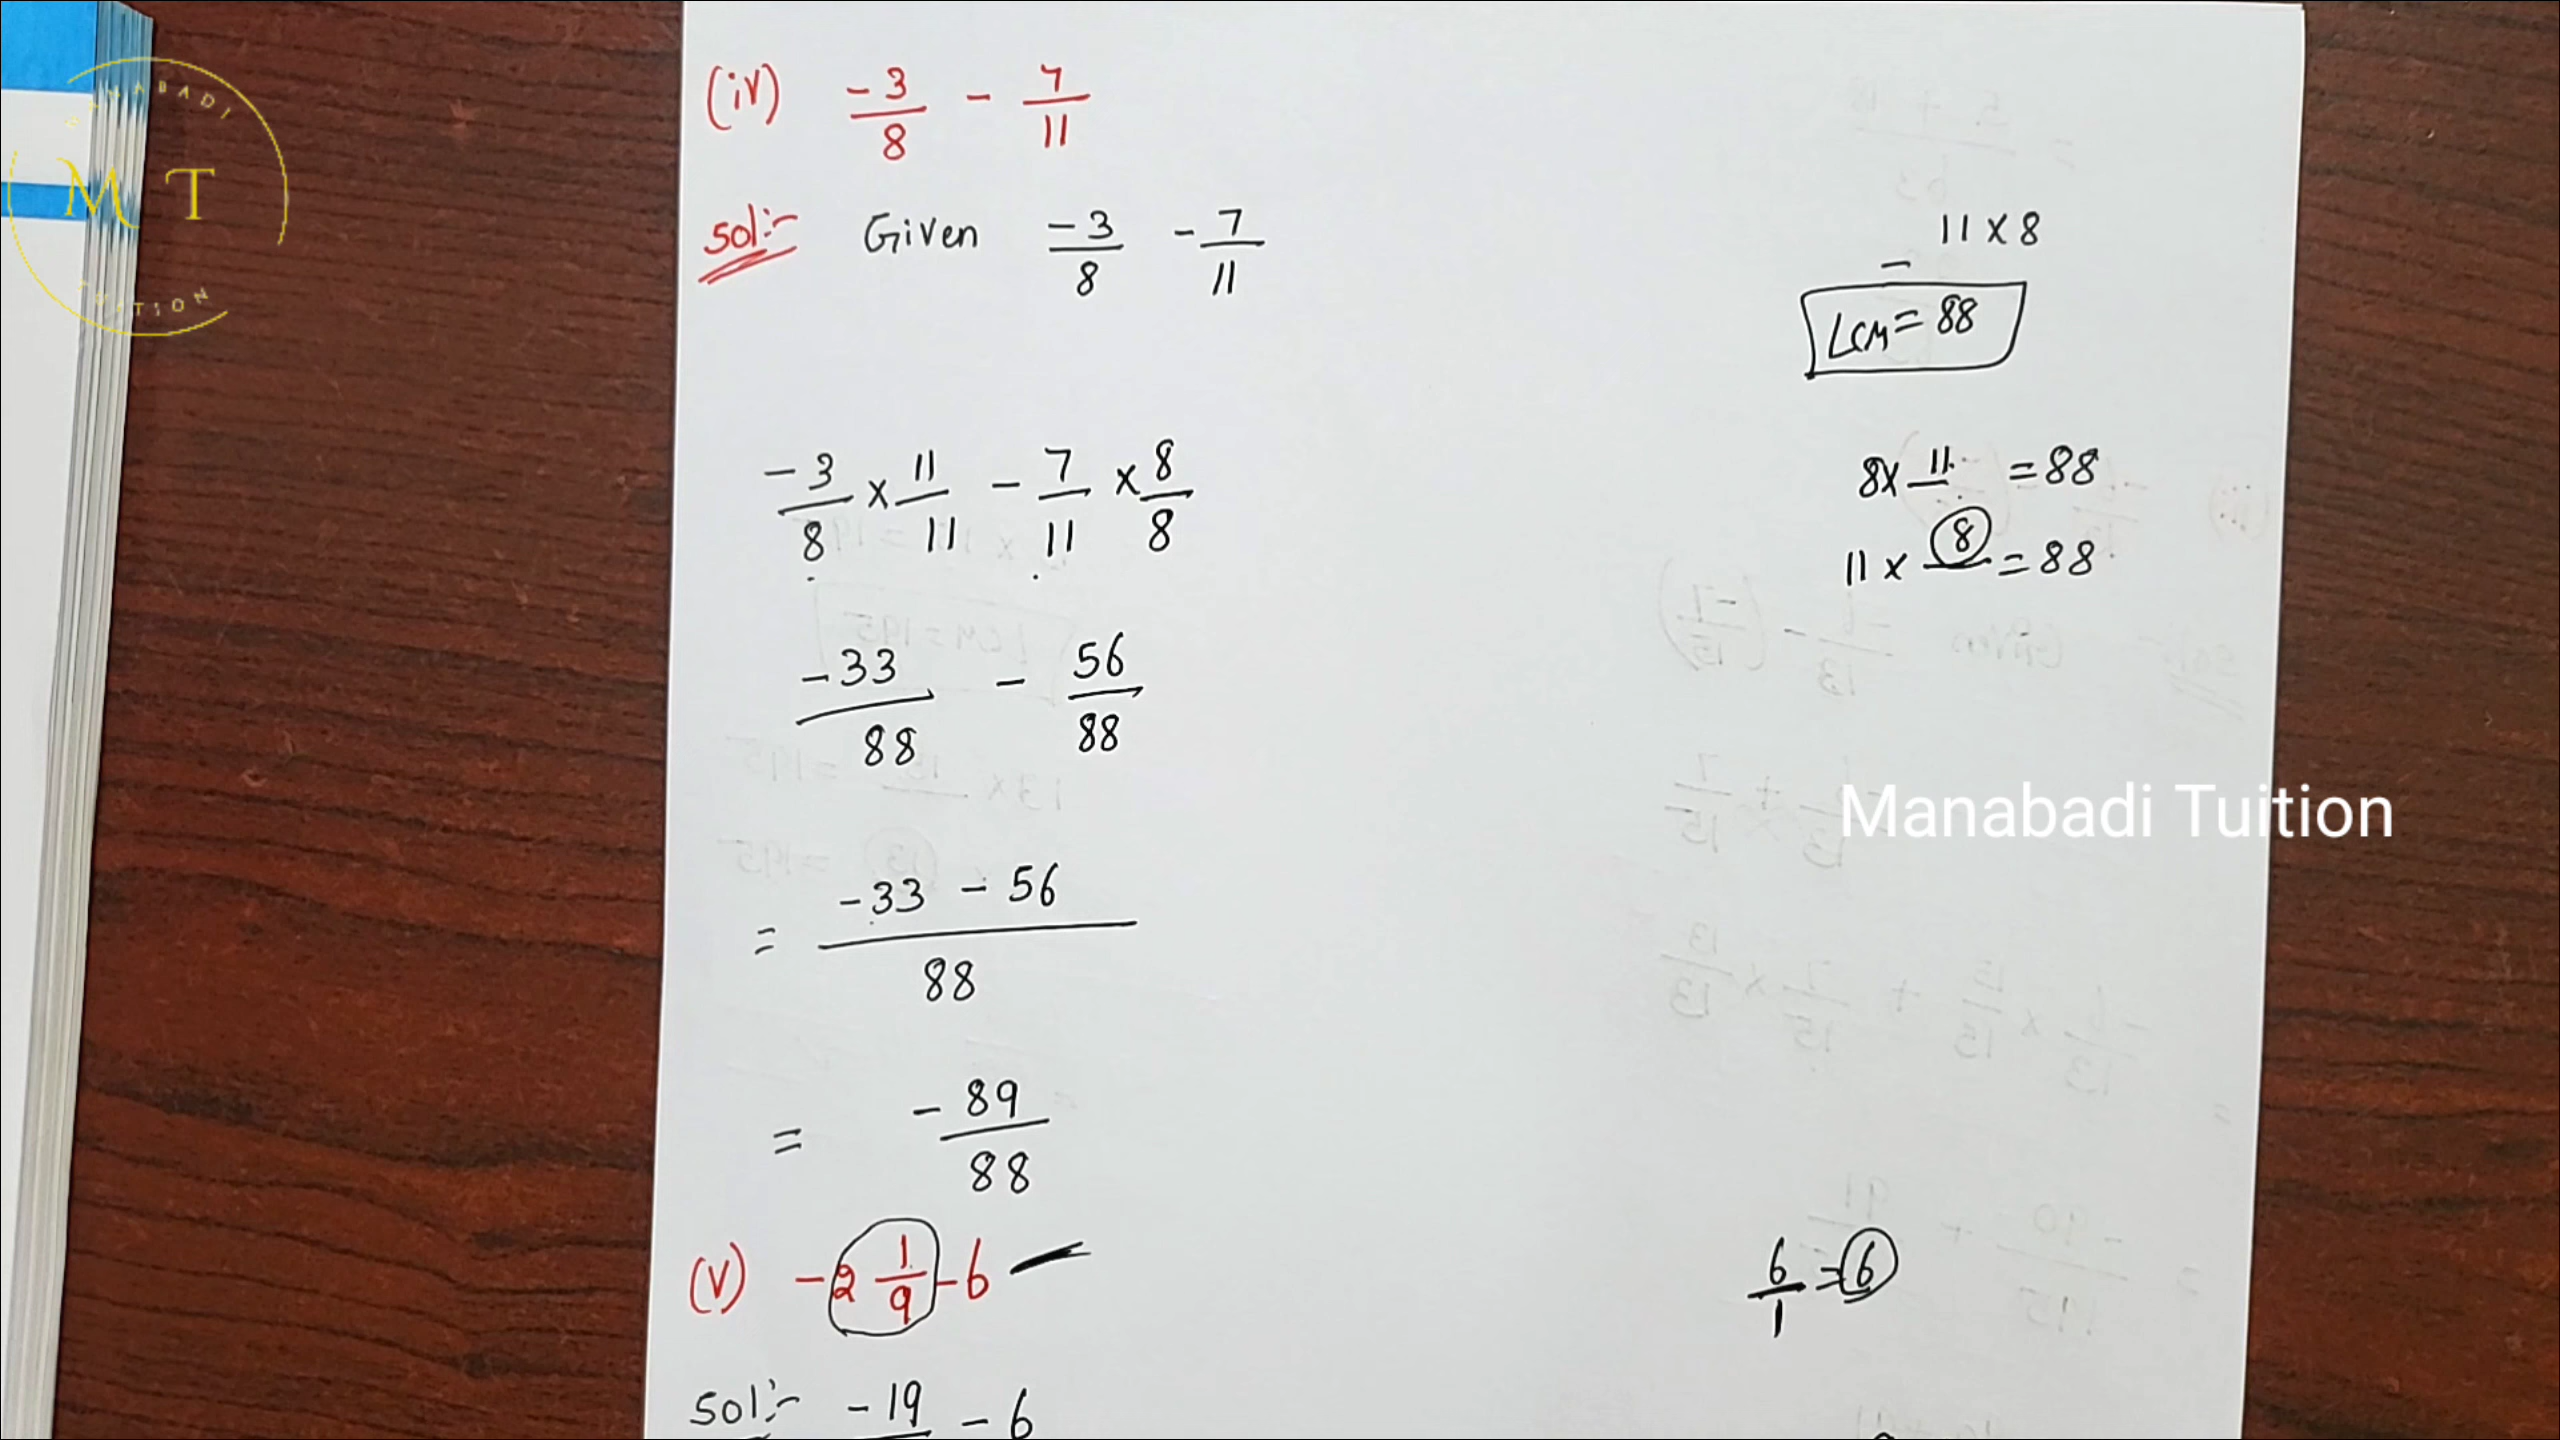 MANABADI
M T
TUITION
(iv) -3/8 - 7/11
Sol:- Given -3/8 - 7/11
11 × 8
LCM = 88
-3/8 × 11/11 - 7/11 × 8/8
8 × 11 = 88
11 × 8 = 88
-33/88 - 56/88
Manabadi Tuition
= -33 - 56/88
= -89/88
(V) -2 1/9 - 6
6/1 = 6
Sol:- -19 - 6